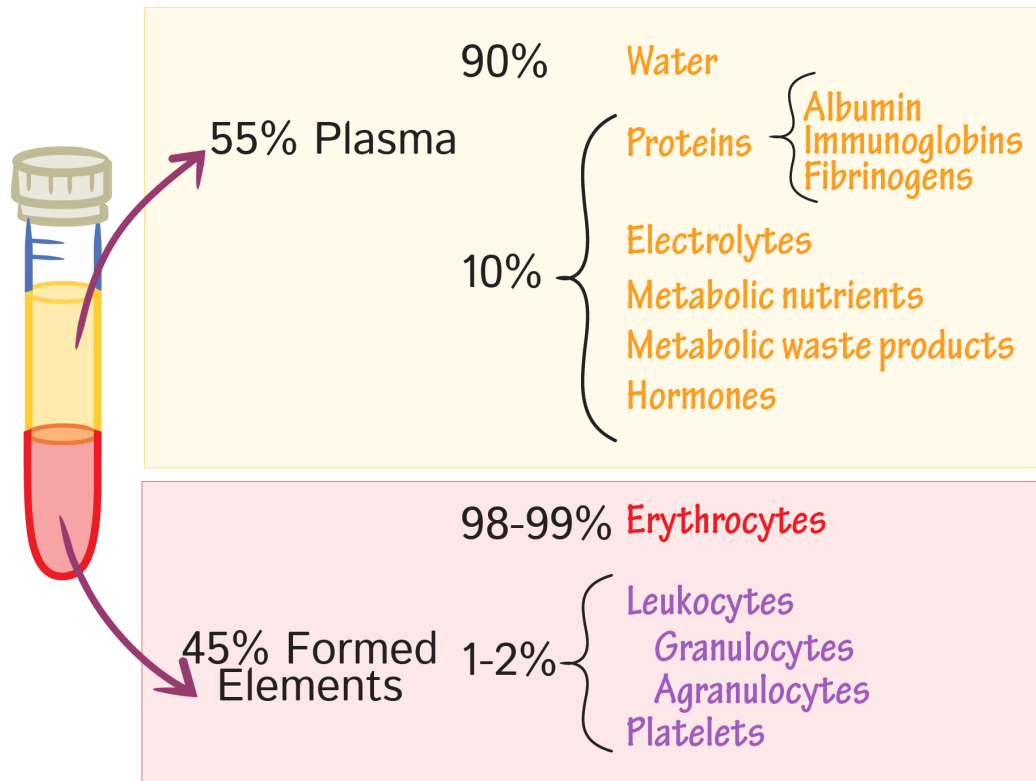 90% Water
55% Plasma
Proteins
Albumin
Immunoglobins
Fibrinogens
10%
Electrolytes
Metabolic nutrients
Metabolic waste products
Hormones
98-99% Erythrocytes
45% Formed
Elements
1-2%
Leukocytes
Granulocytes
Agranulocytes
Platelets